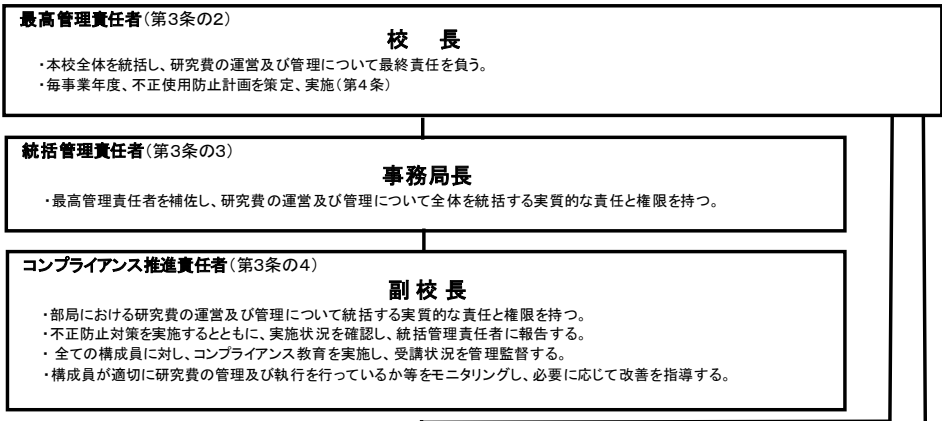 最高管理責任者(第3条の2)
校 長
・本校全体を統括し、研究費の運営及び管理について最終責任を負う。
・毎事業年度、不正使用防止計画を策定、実施(第4条)
統括管理責任者(第3条の3)
事務局長
・最高管理責任者を補佐し、研究費の運営及び管理について全体を統括する実質的な責任と権限を持つ。
コンプライアンス推進責任者(第3条の4)
副 校 長
・部局における研究費の運営及び管理について統括する実質的な責任と権限を持つ。
・不正防止対策を実施するとともに、実施状況を確認し、統括管理責任者に報告する。
・ 全ての構成員に対し、コンプライアンス教育を実施し、受講状況を管理監督する。
・構成員が適切に研究費の管理及び執行を行っているか等をモニタリングし、必要に応じて改善を指導する。